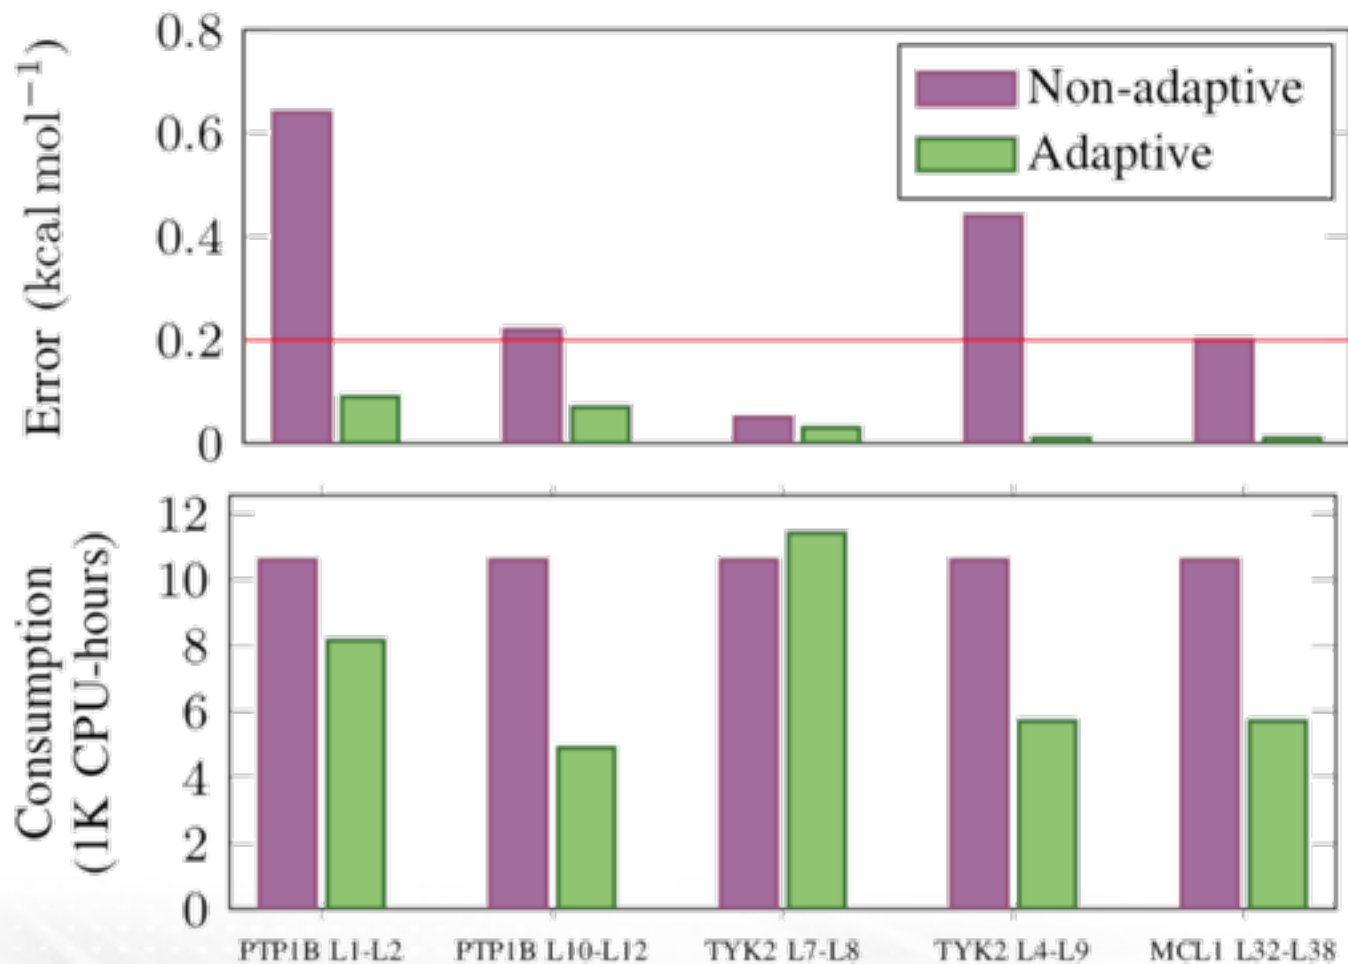 Error (kcal mol⁻¹)
0.8
0.6
0.4
0.2
0
Non-adaptive
Adaptive
Consumption
(1K CPU-hours)
12
10
8
6
4
2
0
PTP1B L1-L2 PTP1B L10-L12 TYK2 L7-L8 TYK2 L4-L9 MCL1 L32-L38